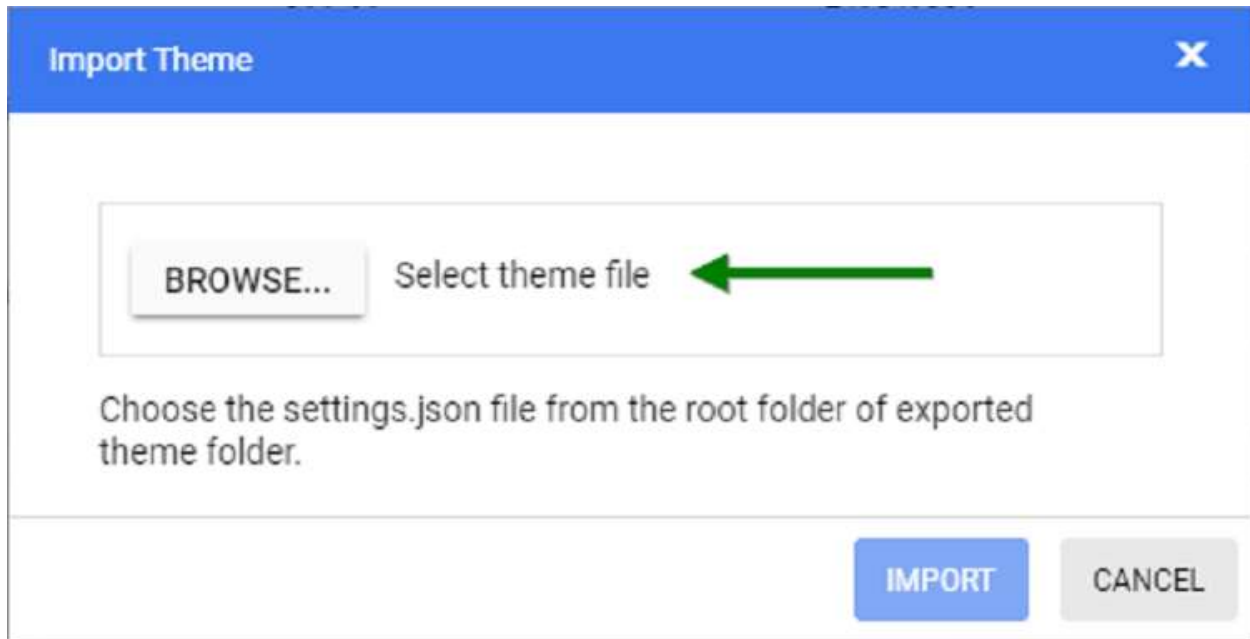 Import Theme
BROWSE... Select theme file
Choose the settings.json file from the root folder of exported
theme folder.
IMPORT CANCEL